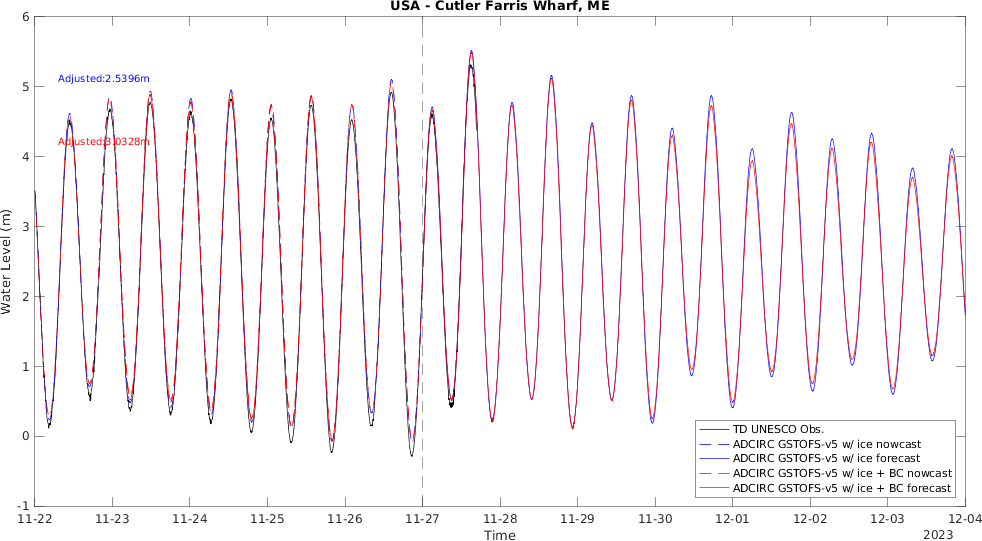 USA - Cutler Farris Wharf, ME
6
5
4
3
2
1
0
-1
Water Level (m)
Adjusted:2.5396m
Adjusted:3.0328m
TD UNESCO Obs.
ADCIRC GSTOFS-v5 w/ ice nowcast
ADCIRC GSTOFS-v5 w/ ice forecast
ADCIRC GSTOFS-v5 w/ ice + BC nowcast
ADCIRC GSTOFS-v5 w/ ice + BC forecast
11-22 11-23 11-24 11-25 11-26 11-27 11-28 11-29 11-30 12-01 12-02 12-03 12-04
Time
2023